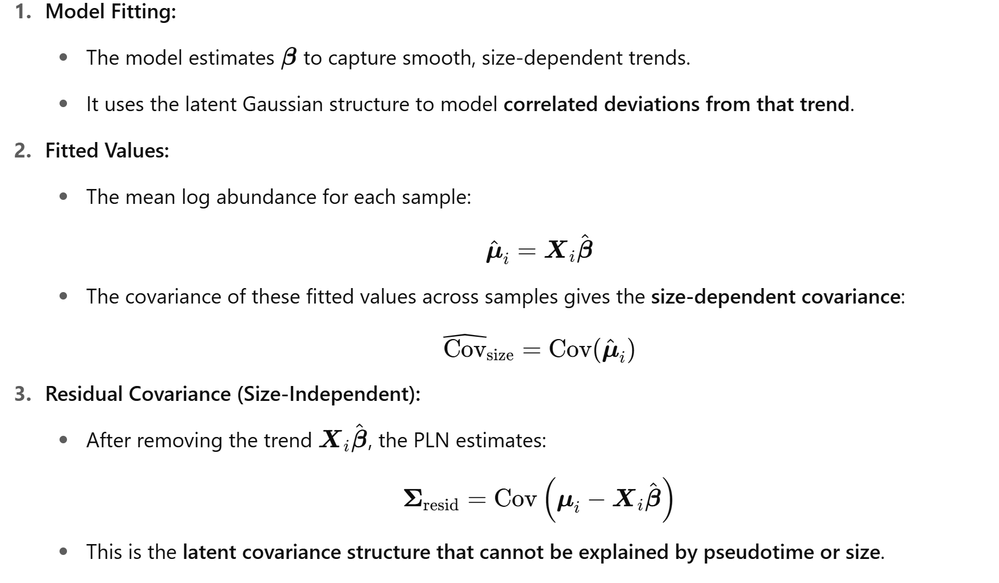 1. Model Fitting:
• The model estimates 𝜷 to capture smooth, size-dependent trends.
• It uses the latent Gaussian structure to model correlated deviations from that trend.
2. Fitted Values:
• The mean log abundance for each sample:
$\hat{\boldsymbol{\mu}}_i = \boldsymbol{X}_i \hat{\boldsymbol{\beta}}$
• The covariance of these fitted values across samples gives the size-dependent covariance:
$\widehat{\text{Cov}}_{\text{size}} = \text{Cov}(\hat{\boldsymbol{\mu}}_i)$
3. Residual Covariance (Size-Independent):
• After removing the trend $\boldsymbol{X}_i \hat{\boldsymbol{\beta}}$, the PLN estimates:
$\boldsymbol{\Sigma}_{\text{resid}} = \text{Cov}\left(\boldsymbol{\mu}_i - \boldsymbol{X}_i \hat{\boldsymbol{\beta}}\right)$
• This is the latent covariance structure that cannot be explained by pseudotime or size.